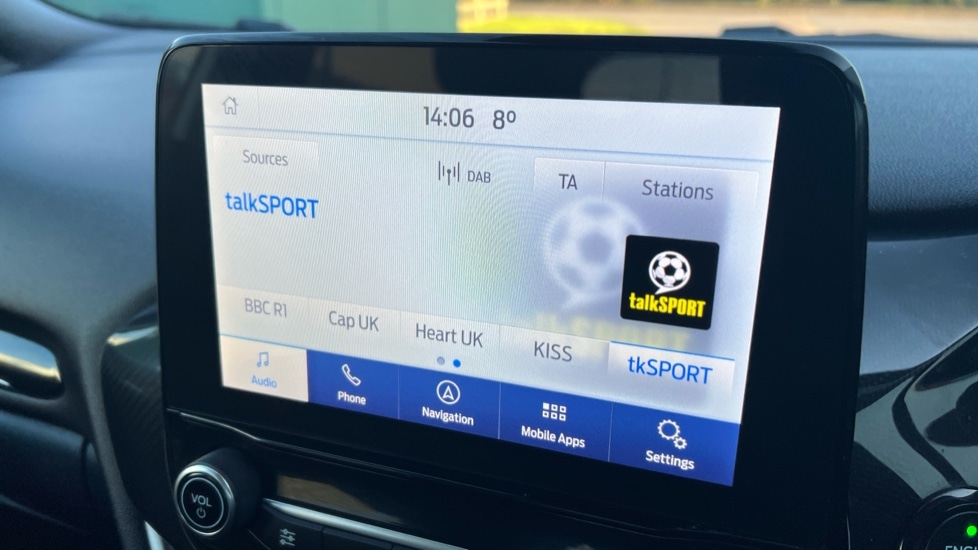 14:06 8º
Sources
DAB
TA
Stations
talkSPORT
talkSPORT
BBC R1
Cap UK
Heart UK
KISS
tkSPORT
Audio
Phone
Navigation
Mobile Apps
Settings
VOL